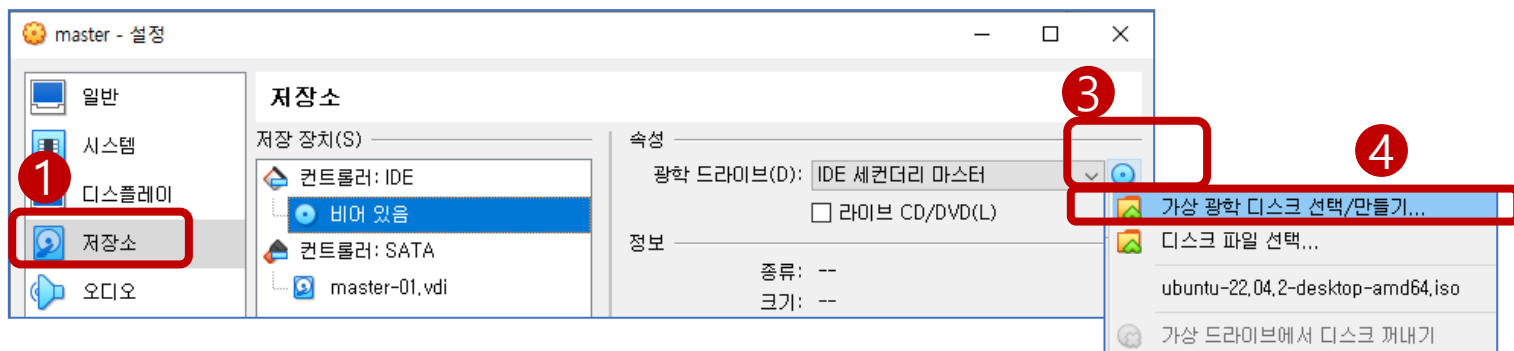 master - 설정
일반
시스템
디스플레이
저장소
오디오
1
저장소
저장 장치(S)
컨트롤러: IDE
비어 있음
컨트롤러: SATA
master-01.vdi
속성
광학 드라이브(D): IDE 세컨더리 마스터
라이브 CD/DVD(L)
정보
종류: --
크기: --
3
4
가상 광학 디스크 선택/만들기...
디스크 파일 선택...
ubuntu-22.04.2-desktop-amd64.iso
가상 드라이브에서 디스크 꺼내기